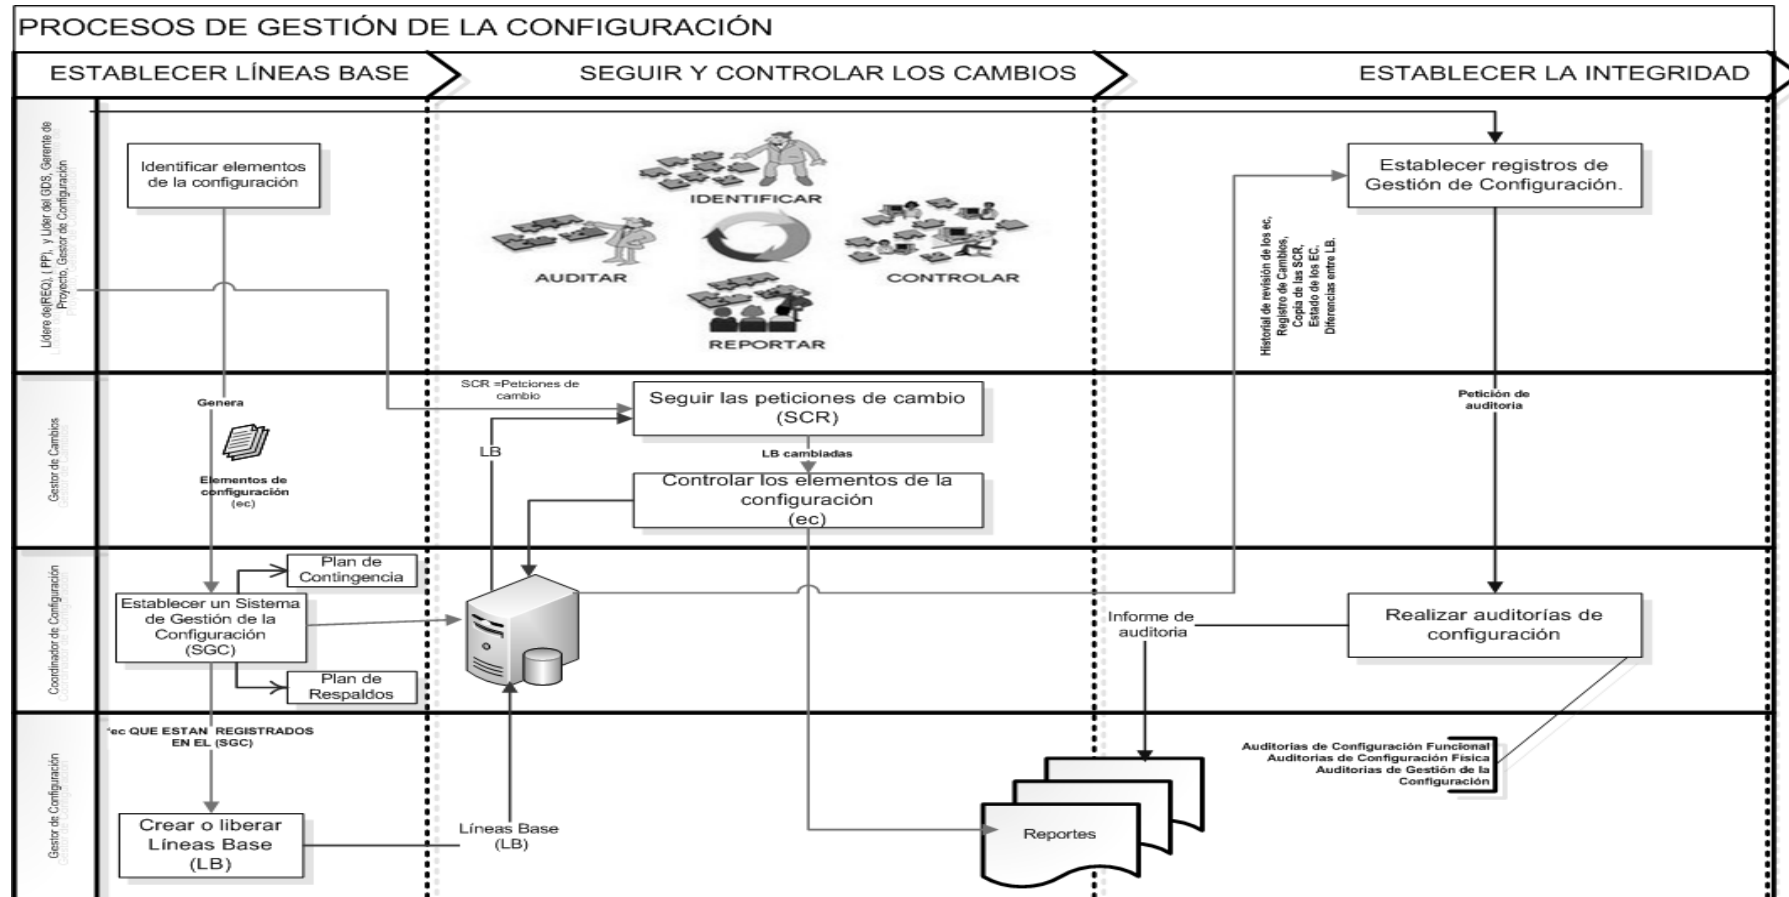 PROCESOS DE GESTIÓN DE LA CONFIGURACIÓN
ESTABLECER LÍNEAS BASE
SEGUIR Y CONTROLAR LOS CAMBIOS
ESTABLECER LA INTEGRIDAD
Lídere de(REQ), ( PP), y Líder del GDS, Gerente de
Proyecto, Gestor de Configuración
Identificar elementos
de la configuración
IDENTIFICAR
AUDITAR
CONTROLAR
REPORTAR
Establecer registros de
Gestión de Configuración.
Historial de revisión de los ec,
Registro de Cambios,
Copia de las SCR,
Estado de los EC.
Diferencias entre LB.
Gestor de Cambios
Genera
Elementos de
configuración
(ec)
SCR =Petciones de
cambio
LB
Seguir las peticiones de cambio
(SCR)
LB cambiadas
Controlar los elementos de la
configuración
(ec)
Petición de
auditoria
Coordinador de Configuración
Plan de
Contingencia
Establecer un Sistema
de Gestión de la
Configuración
(SGC)
Plan de
Respaldos
Informe de
auditoria
Realizar auditorías de
configuración
Gestor de Configuración
*ec QUE ESTAN REGISTRADOS
EN EL (SGC)
Crear o liberar
Líneas Base
(LB)
Líneas Base
(LB)
Reportes
Auditorias de Configuración Funcional
Auditorias de Configuración Física
Auditorias de Gestión de la
Configuración